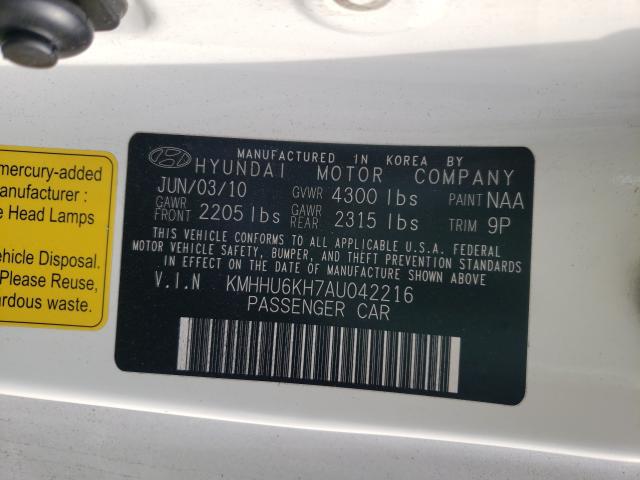 mercury-added
anufacturer :
e Head Lamps
ehicle Disposal.
Please Reuse,
ardous waste.
MANUFACTURED IN KOREA BY
HYUNDAI MOTOR COMPANY
JUN/03/10 GVWR 4300 lbs PAINT NAA
GAWR FRONT 2205 lbs GAWR REAR 2315 lbs TRIM 9P
THIS VEHICLE CONFORMS TO ALL APPLICABLE U.S.A. FEDERAL
MOTOR VEHICLE SAFETY, BUMPER, AND THEFT PREVENTION STANDARDS
IN EFFECT ON THE DATE OF MANUFACTURE SHOWN ABOVE
V.I.N KMHHU6KH7AU042216
PASSENGER CAR